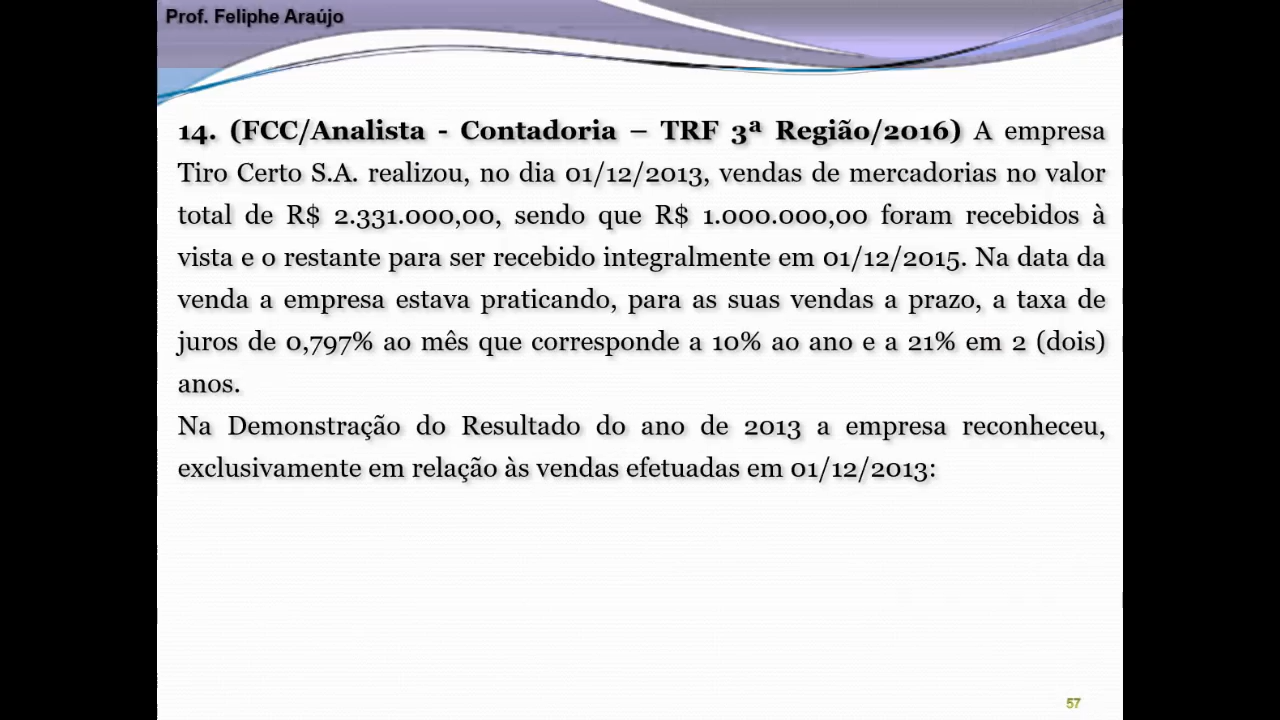 Prof. Feliphe Araújo
14. (FCC/Analista - Contadoria – TRF 3ª Região/2016) A empresa
Tiro Certo S.A. realizou, no dia 01/12/2013, vendas de mercadorias no valor
total de R$ 2.331.000,00, sendo que R$ 1.000.000,00 foram recebidos à
vista e o restante para ser recebido integralmente em 01/12/2015. Na data da
venda a empresa estava praticando, para as suas vendas a prazo, a taxa de
juros de 0,797% ao mês que corresponde a 10% ao ano e a 21% em 2 (dois)
anos.
Na Demonstração do Resultado do ano de 2013 a empresa reconheceu,
exclusivamente em relação às vendas efetuadas em 01/12/2013:
57